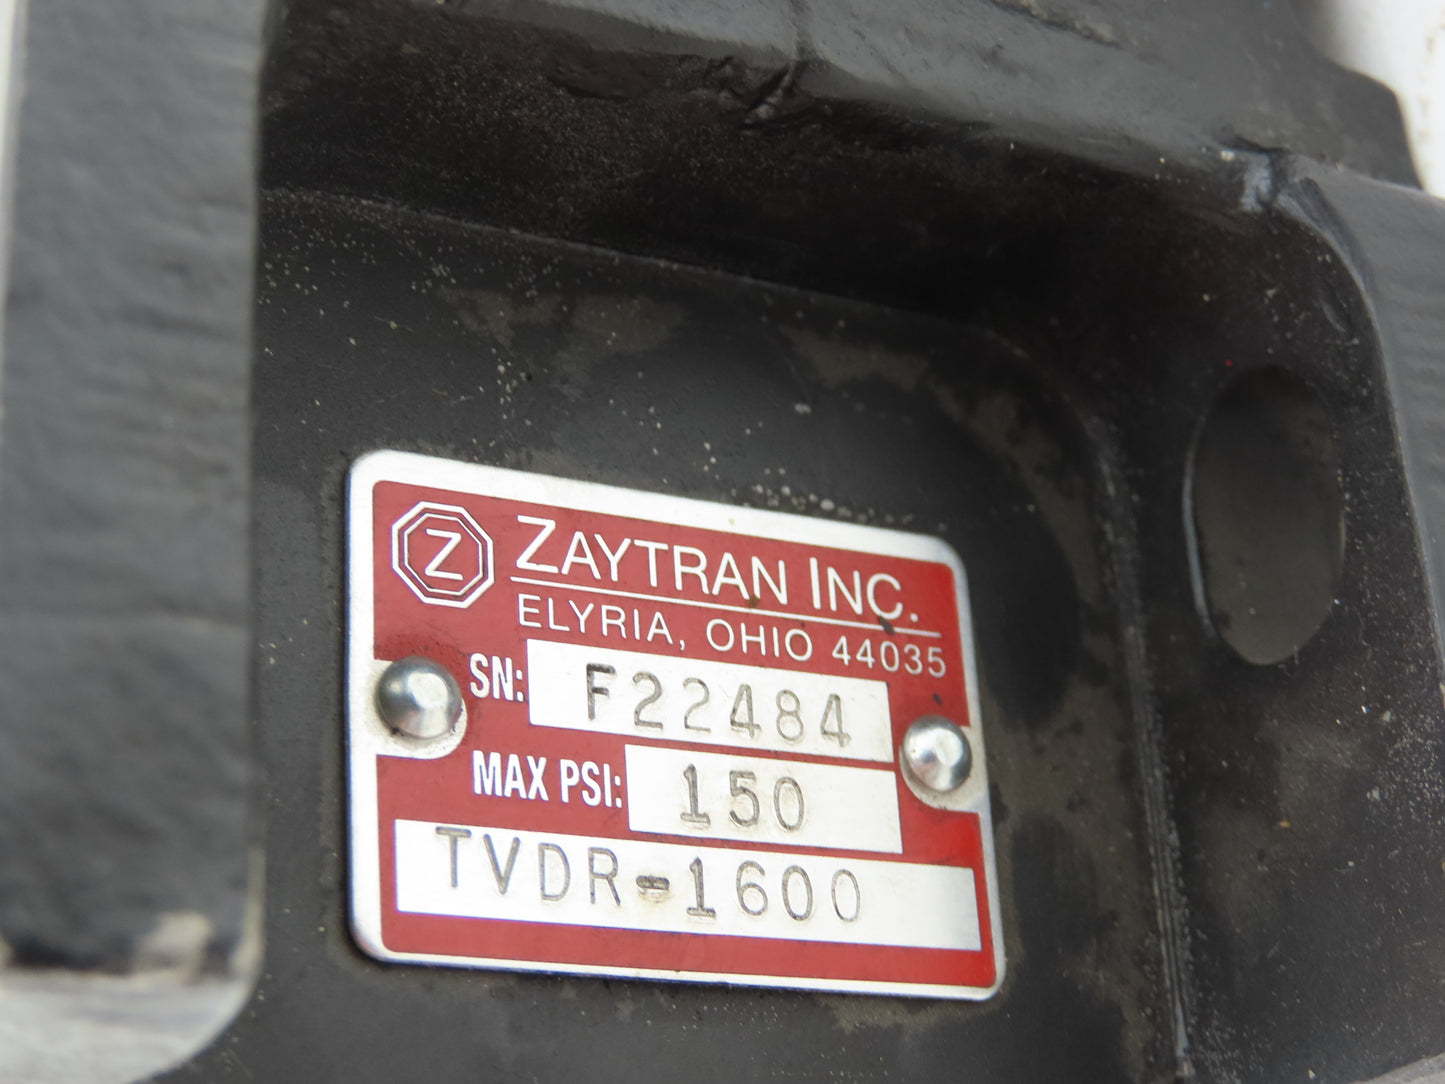 Z ZAYTRAN INC.
ELYRIA, OHIO 44035
SN: F22484
MAX PSI: 150
TVDR-1600